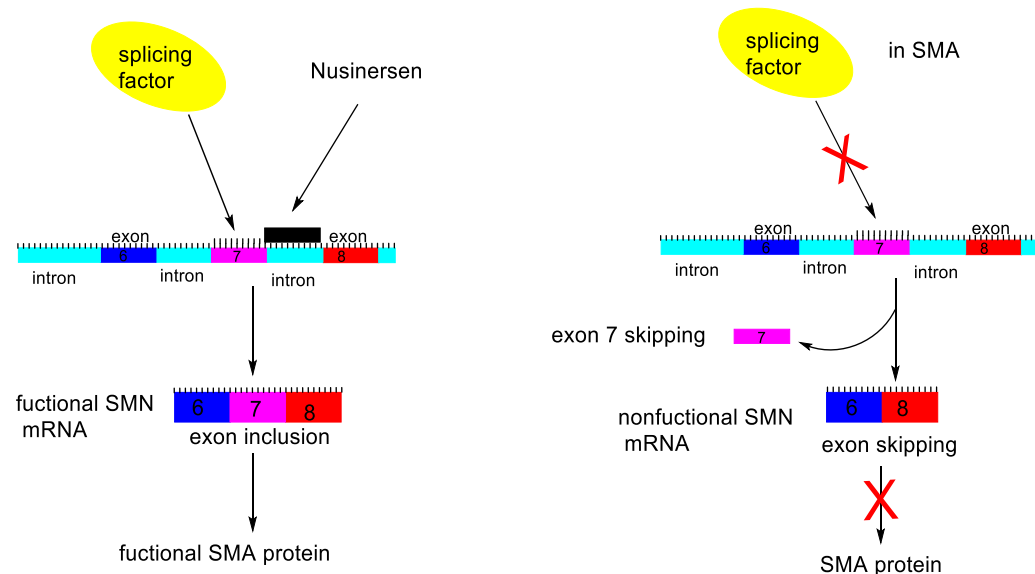 splicing
factor
Nusinersen
exon
exon
6
7
8
intron
intron
intron
fuctional SMN
mRNA
6
7
8
exon inclusion
fuctional SMA protein
splicing
factor
in SMA
X
exon
exon
6
7
8
intron
intron
intron
exon 7 skipping
7
nonfuctional SMN
mRNA
6
8
exon skipping
X
SMA protein